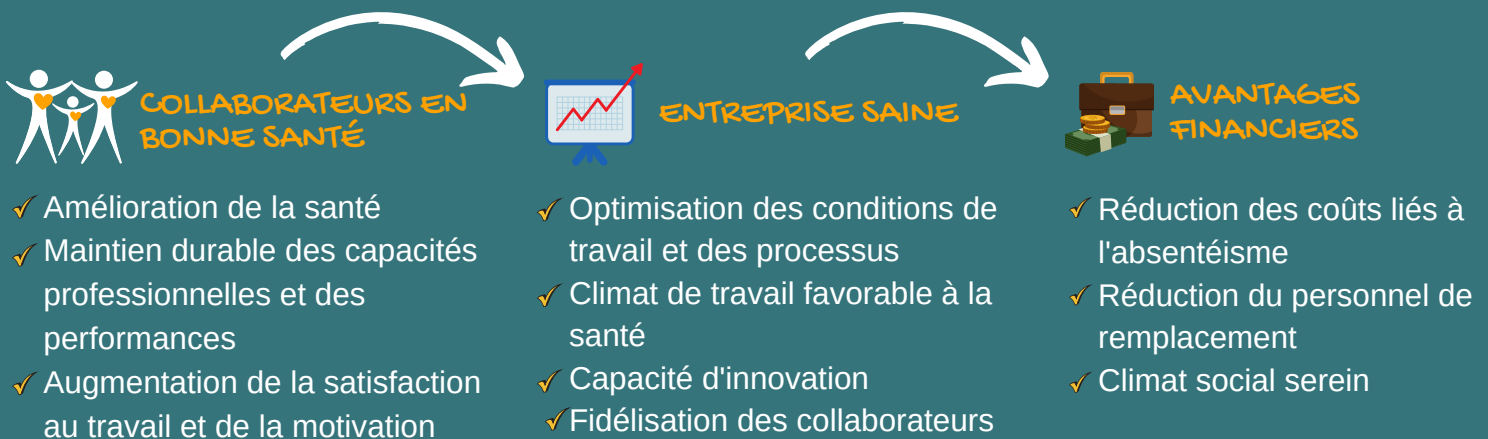 COLLABORATEURS EN
BONNE SANTÉ
Amélioration de la santé
Maintien durable des capacités
professionnelles et des
performances
Augmentation de la satisfaction
au travail et de la motivation
ENTREPRISE SAINE
Optimisation des conditions de
travail et des processus
Climat de travail favorable à la
santé
Capacité d'innovation
Fidélisation des collaborateurs
AVANTAGES
FINANCIERS
Réduction des coûts liés à
l'absentéisme
Réduction du personnel de
remplacement
Climat social serein